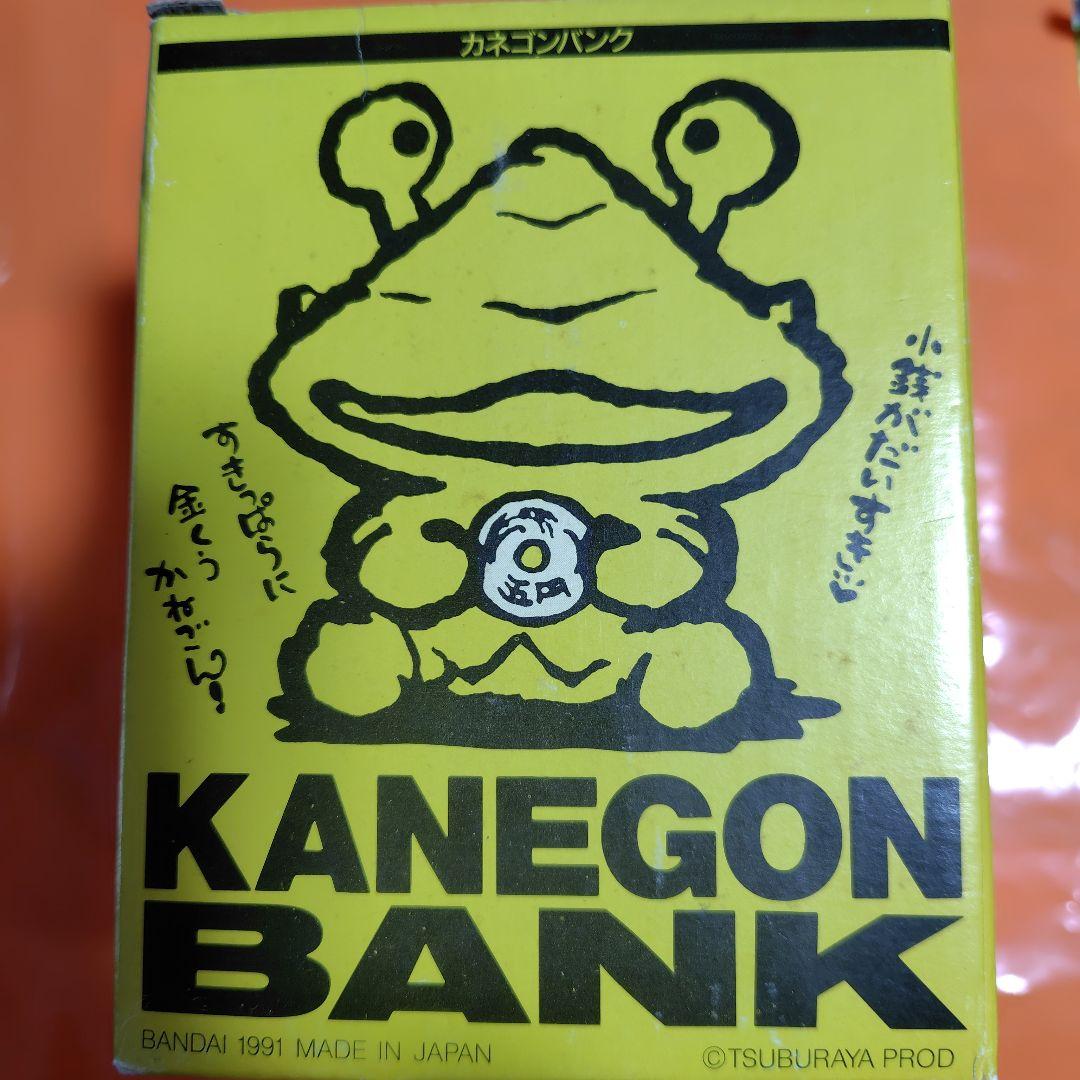 カネゴンバンク
小銭がだいすき…♥
すきっぱらに
金くう
かねごん!
五円
KANEGON
BANK
BANDAI 1991 MADE IN JAPAN
©TSUBURAYA PROD